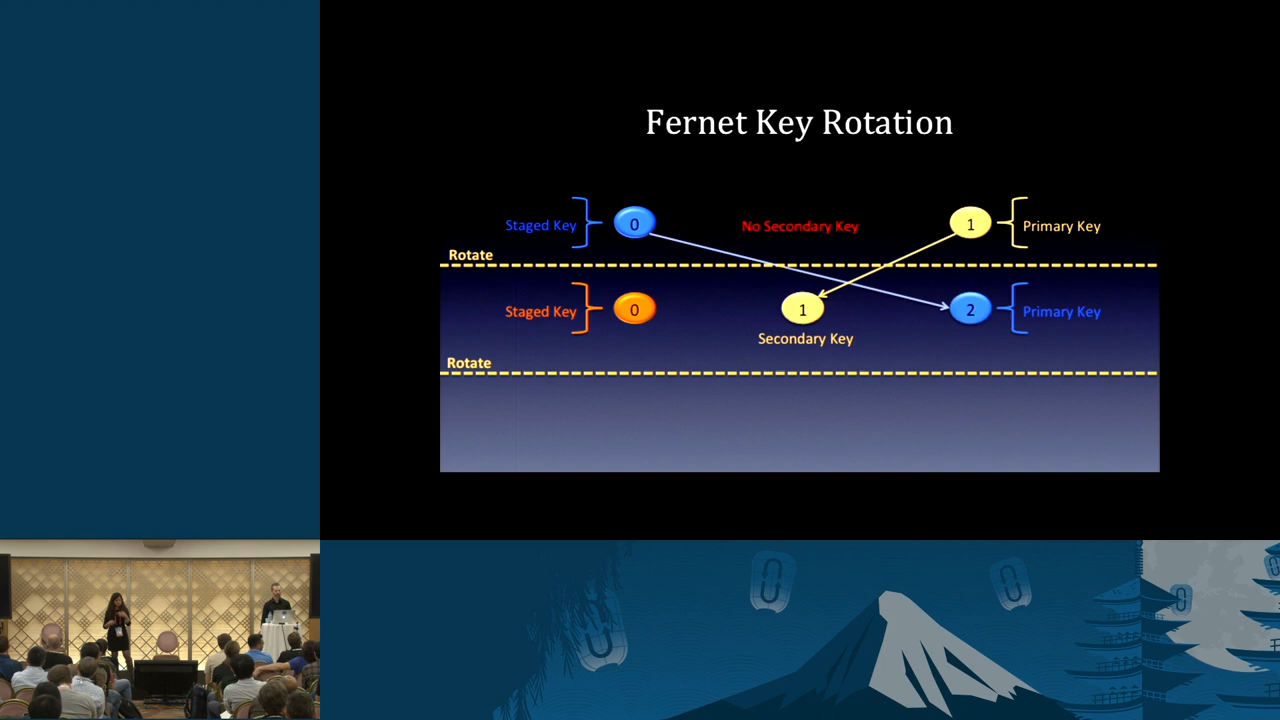 Fernet Key Rotation
Staged Key
0
No Secondary Key
1
Primary Key
Rotate
Staged Key
0
1
2
Primary Key
Secondary Key
Rotate